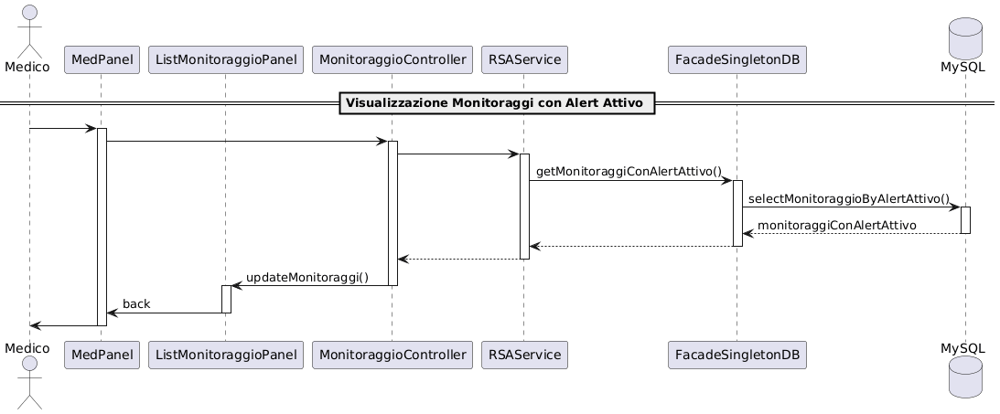 Medico
MedPanel
ListMonitoraggioPanel
MonitoraggioController
RSAService
FacadeSingletonDB
MySQL
Visualizzazione Monitoraggi con Alert Attivo
getMonitoraggiConAlertAttivo()
selectMonitoraggioByAlertAttivo()
monitoraggiConAlertAttivo
updateMonitoraggi()
back
Medico
MedPanel
ListMonitoraggioPanel
MonitoraggioController
RSAService
FacadeSingletonDB
MySQL